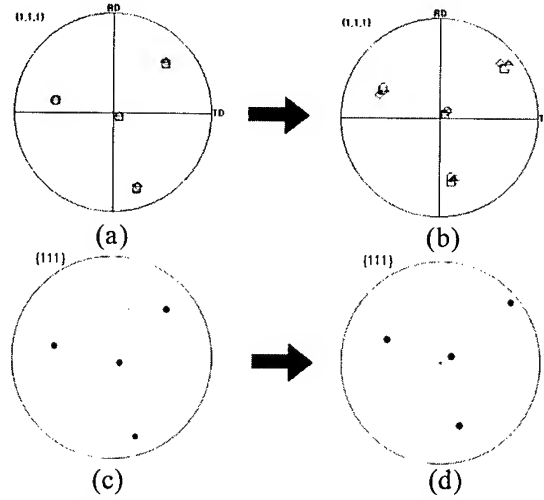 {1,1,1}
RD
TD
(a)
{1,1,1}
RD
T
(b)
{111}
(c)
{111}
(d)